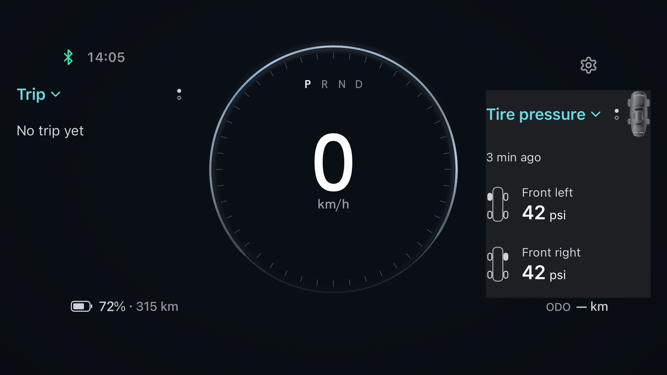 14:05
Trip
No trip yet
P R N D
0
km/h
72% · 315 km
Tire pressure
3 min ago
Front left
42 psi
Front right
42 psi
ODO — km